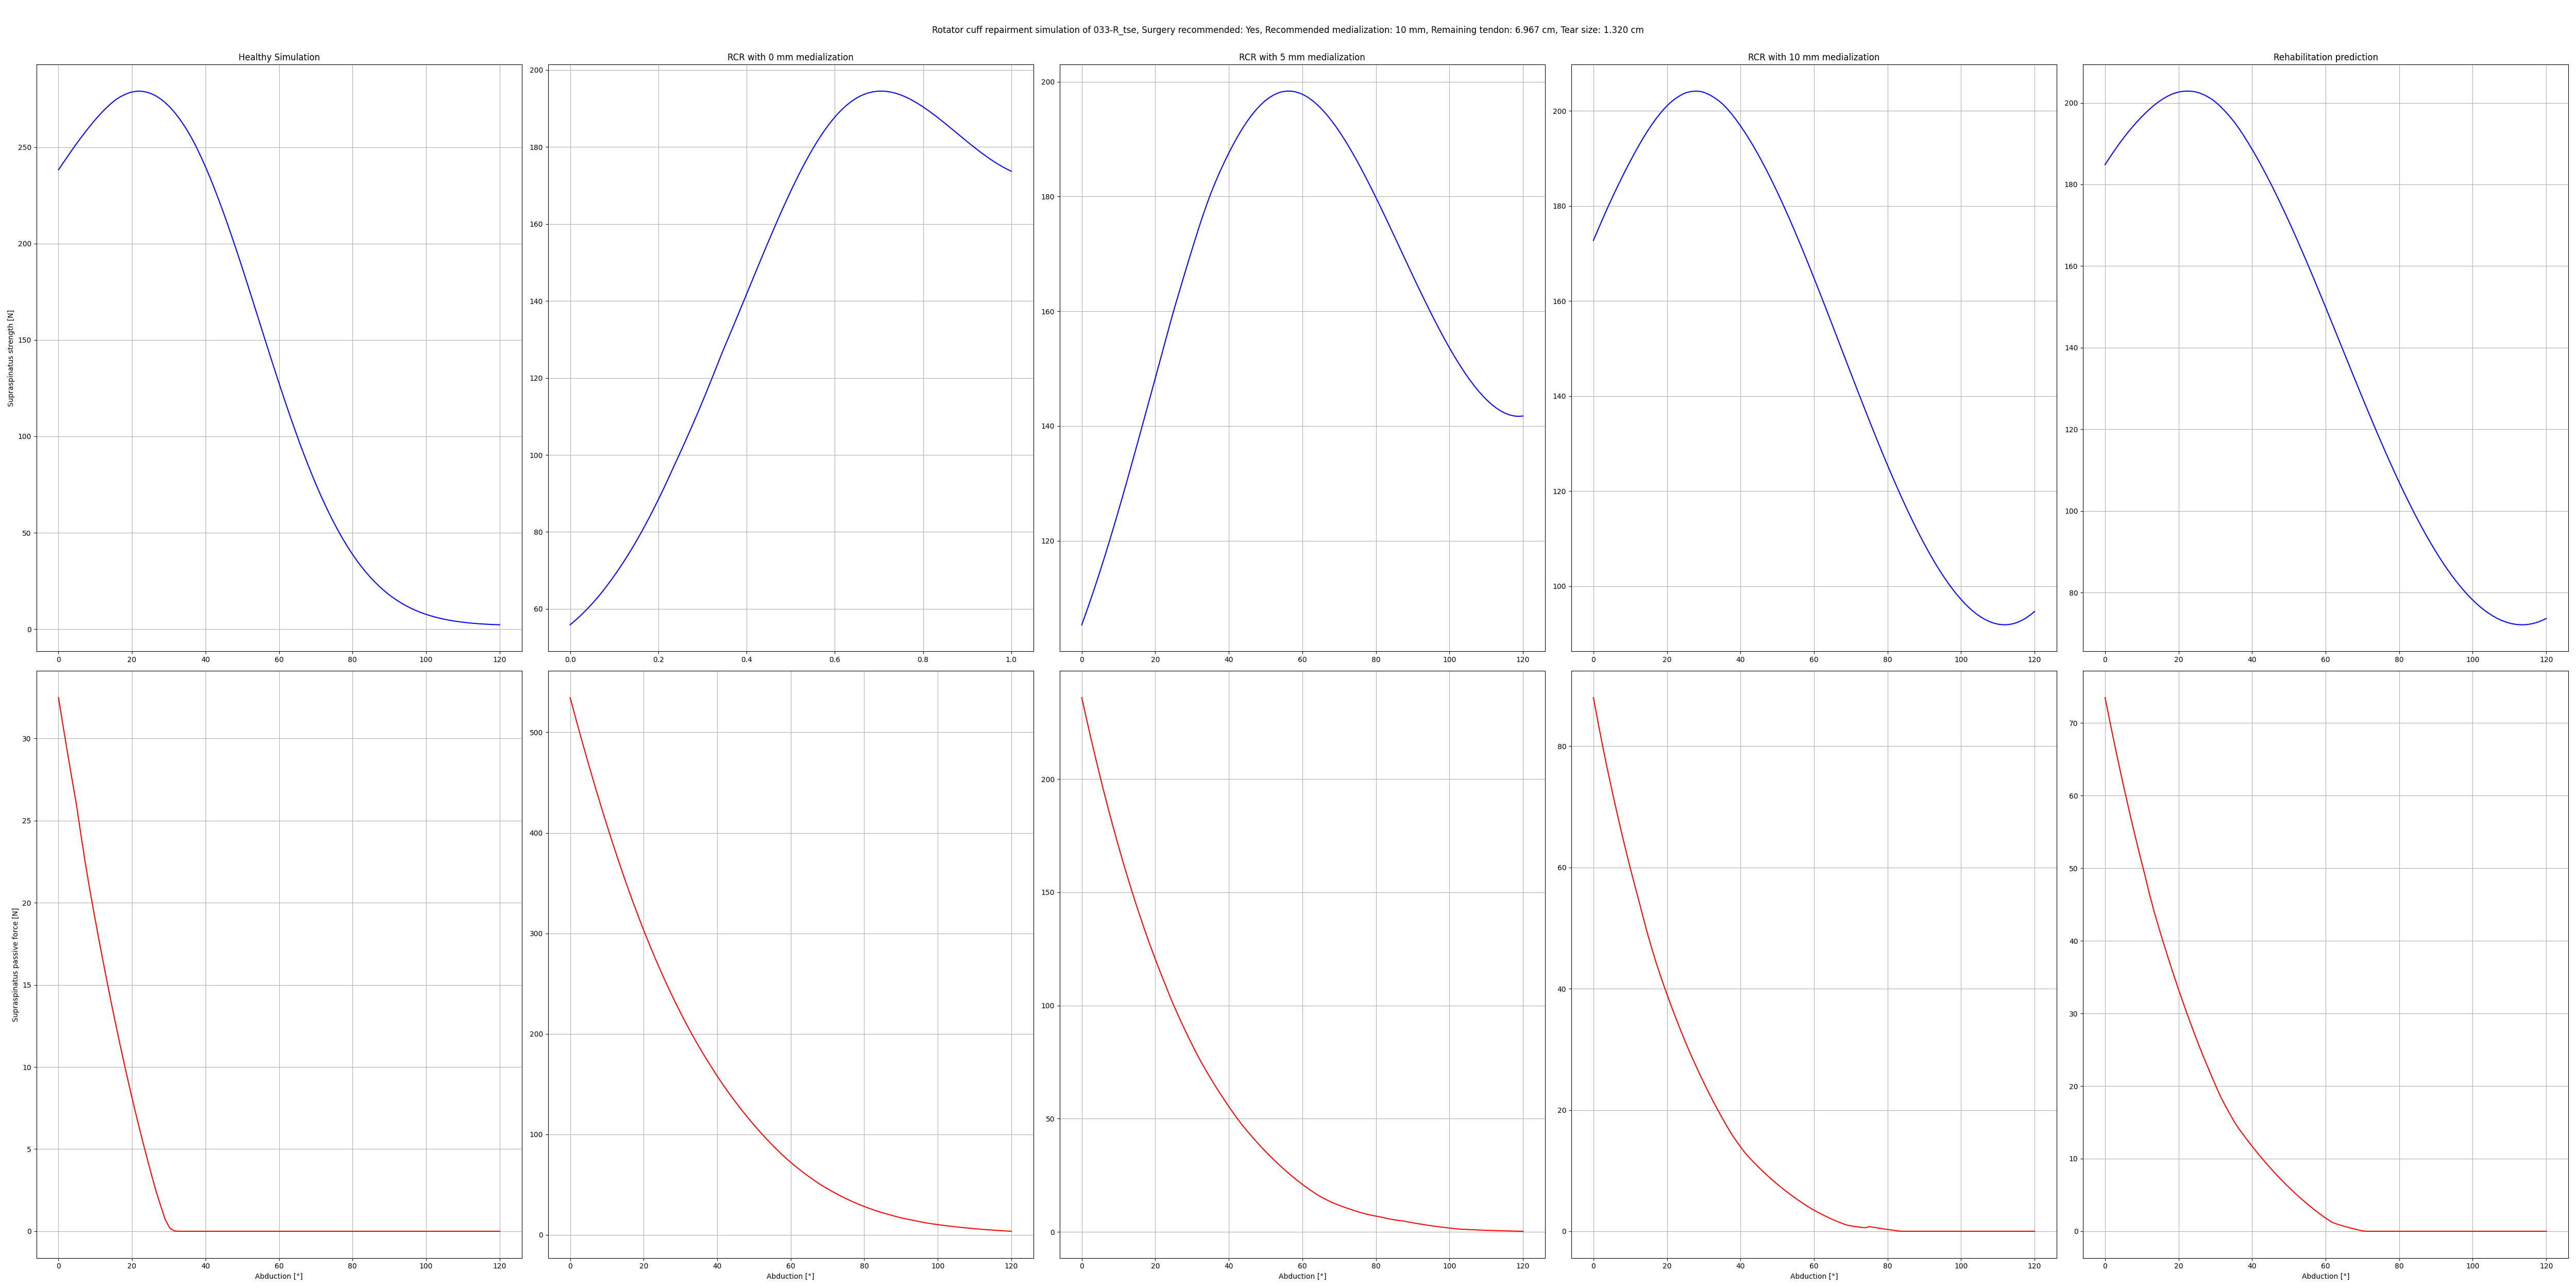 Rotator cuff repairment simulation of 033-R_tse, Surgery recommended: Yes, Recommended medialization: 10 mm, Remaining tendon: 6.967 cm, Tear size: 1.320 cm
Healthy Simulation
RCR with 0 mm medialization
RCR with 5 mm medialization
RCR with 10 mm medialization
Rehabilitation prediction
Supraspinatus strength [N]
250
200
150
100
50
0
0 20 40 60 80 100 120
200
180
160
140
120
100
80
60
0.0 0.2 0.4 0.6 0.8 1.0
200
180
160
140
120
0 20 40 60 80 100 120
200
180
160
140
120
100
0 20 40 60 80 100 120
200
180
160
140
120
100
80
0 20 40 60 80 100 120
Supraspinatus passive force [N]
30
25
20
15
10
5
0
0 20 40 60 80 100 120
Abduction [°]
500
400
300
200
100
0
0 20 40 60 80 100 120
Abduction [°]
200
150
100
50
0
0 20 40 60 80 100 120
Abduction [°]
80
60
40
20
0
0 20 40 60 80 100 120
Abduction [°]
70
60
50
40
30
20
10
0
0 20 40 60 80 100 120
Abduction [°]